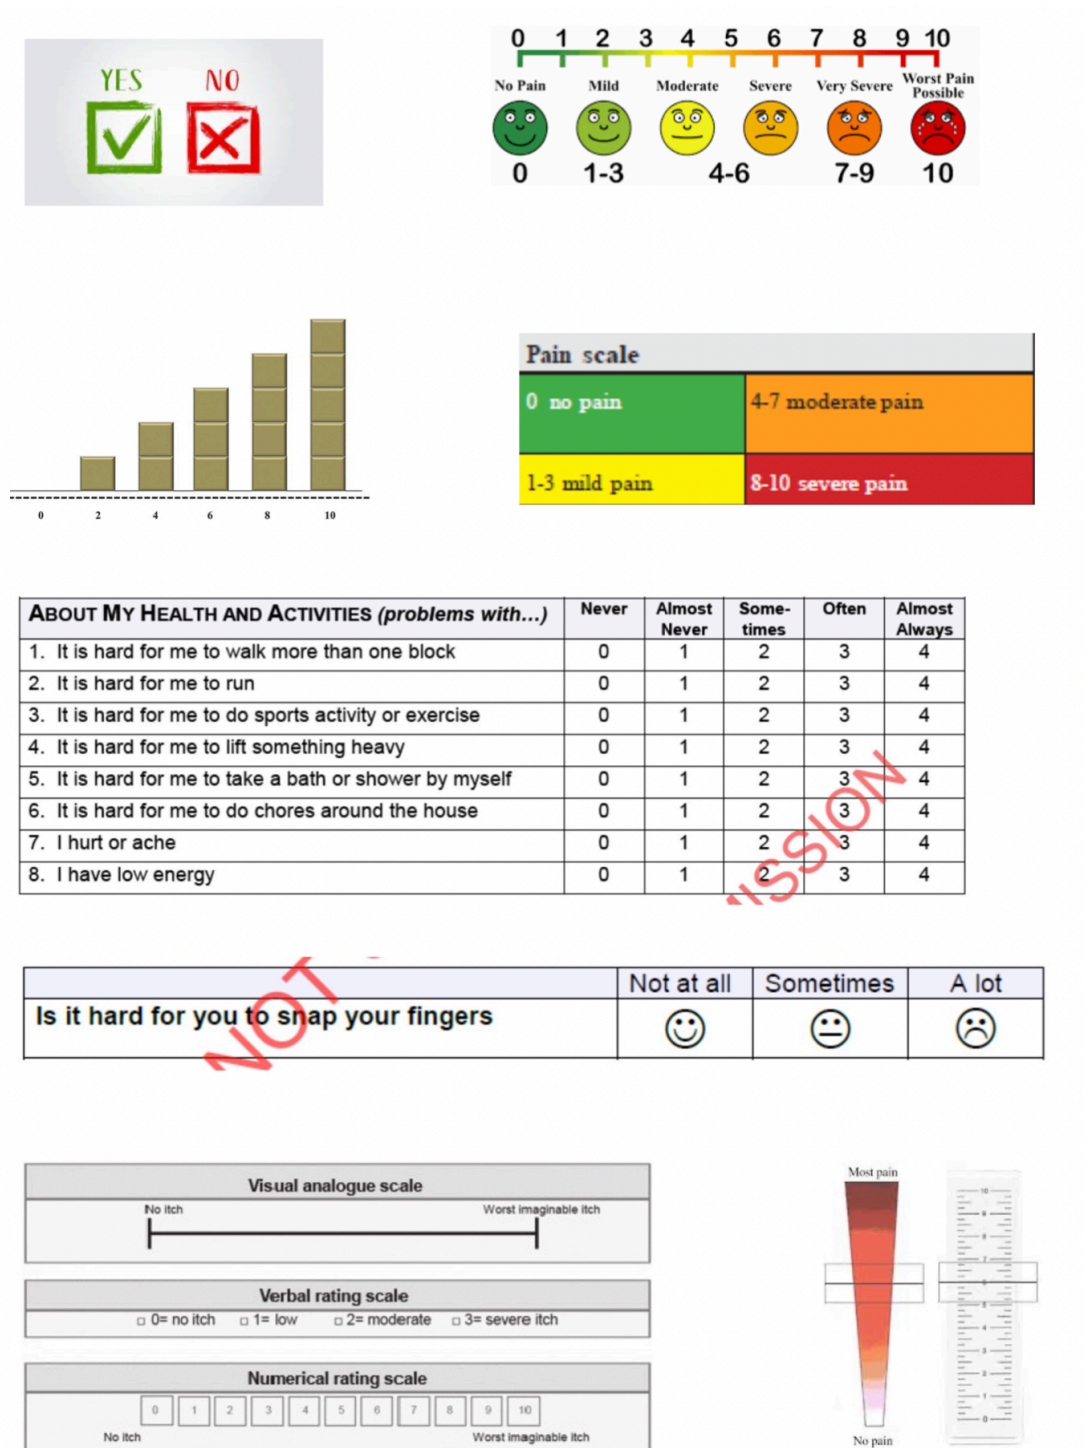 YES NO
0 1 2 3 4 5 6 7 8 9 10
No Pain Mild Moderate Severe Very Severe Worst Pain Possible
0 1-3 4-6 7-9 10
0 2 4 6 8 10
Pain scale
0 no pain 4-7 moderate pain
1-3 mild pain 8-10 severe pain
ABOUT MY HEALTH AND ACTIVITIES (problems with...) Never Almost Never Some-times Often Almost Always
1. It is hard for me to walk more than one block 0 1 2 3 4
2. It is hard for me to run 0 1 2 3 4
3. It is hard for me to do sports activity or exercise 0 1 2 3 4
4. It is hard for me to lift something heavy 0 1 2 3 4
5. It is hard for me to take a bath or shower by myself 0 1 2 3 4
6. It is hard for me to do chores around the house 0 1 2 3 4
7. I hurt or ache 0 1 2 3 4
8. I have low energy 0 1 2 3 4
MISSION
Not at all Sometimes A lot
Is it hard for you to snap your fingers
NOT
Visual analogue scale
No itch Worst imaginable itch
Verbal rating scale
0= no itch 1= low 2= moderate 3= severe itch
Numerical rating scale
0 1 2 3 4 5 6 7 8 9 10
No itch Worst imaginable itch
Most pain
No pain
10
9
8
7
6
5
4
3
2
1
0